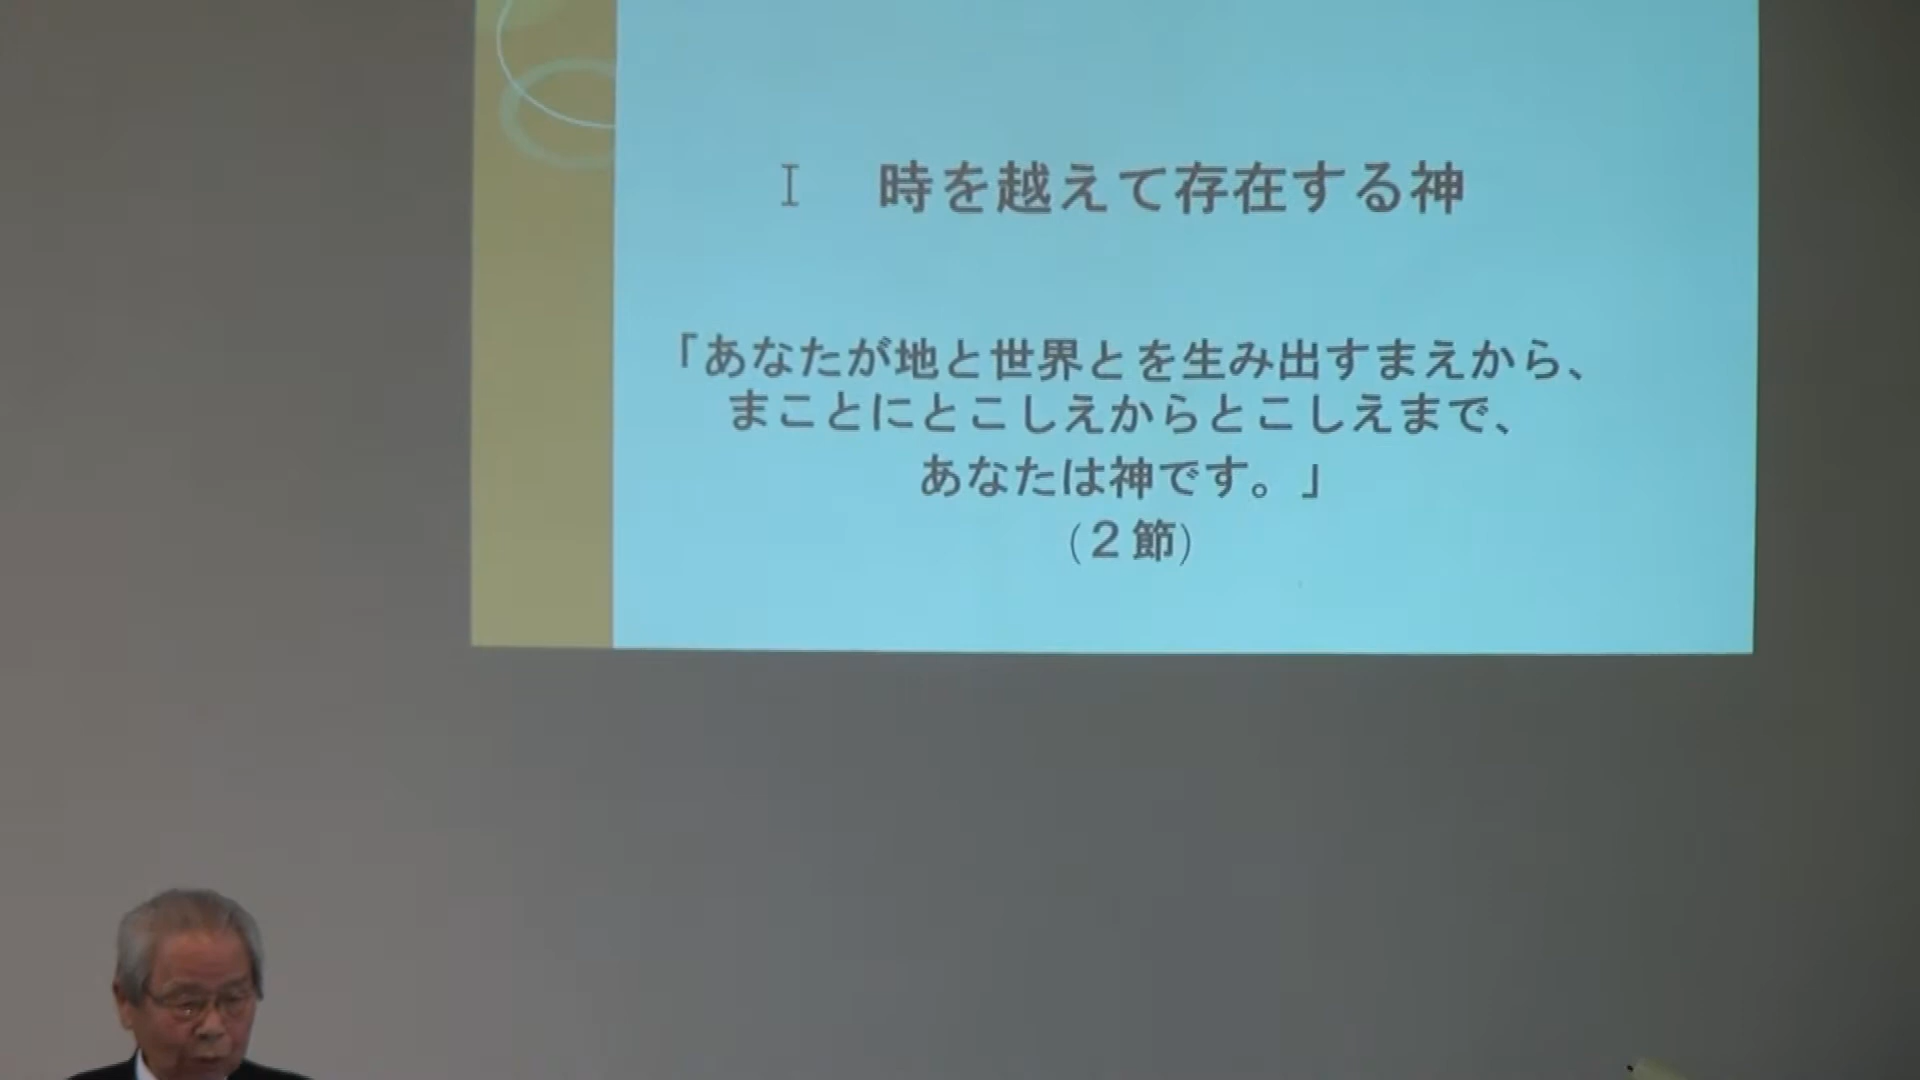 Ⅰ　時を越えて存在する神
「あなたが地と世界とを生み出すまえから、
まことにとこしえからとこしえまで、
あなたは神です。」
(２節)